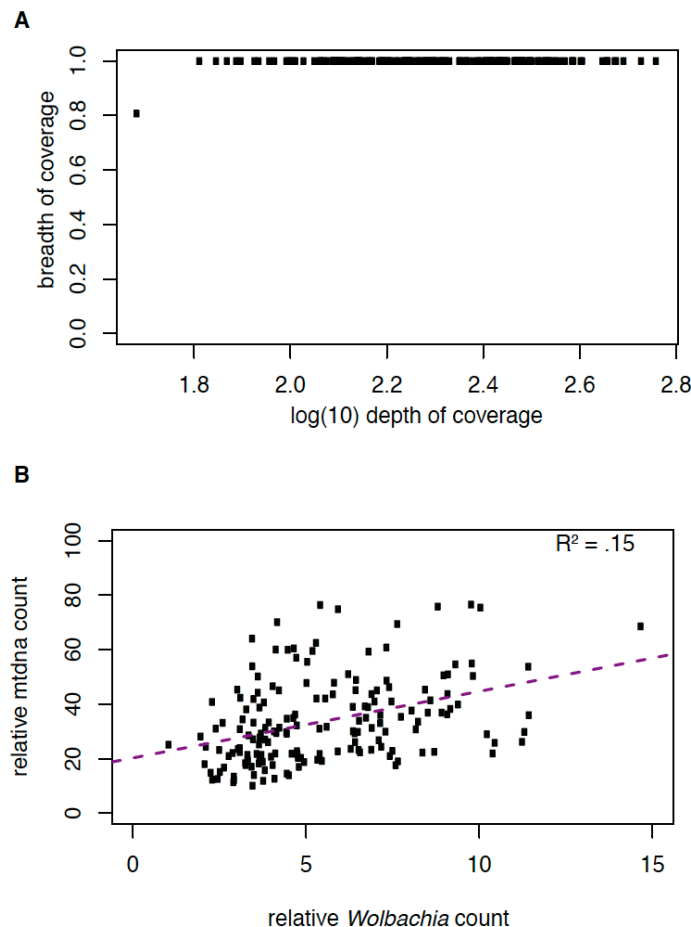 A
breadth of coverage
1.0
0.8
0.6
0.4
0.2
0.0
1.8 2.0 2.2 2.4 2.6 2.8
log(10) depth of coverage
B
relative mtdna count
100
80
60
40
20
0
R² = .15
0 5 10 15
relative Wolbachia count